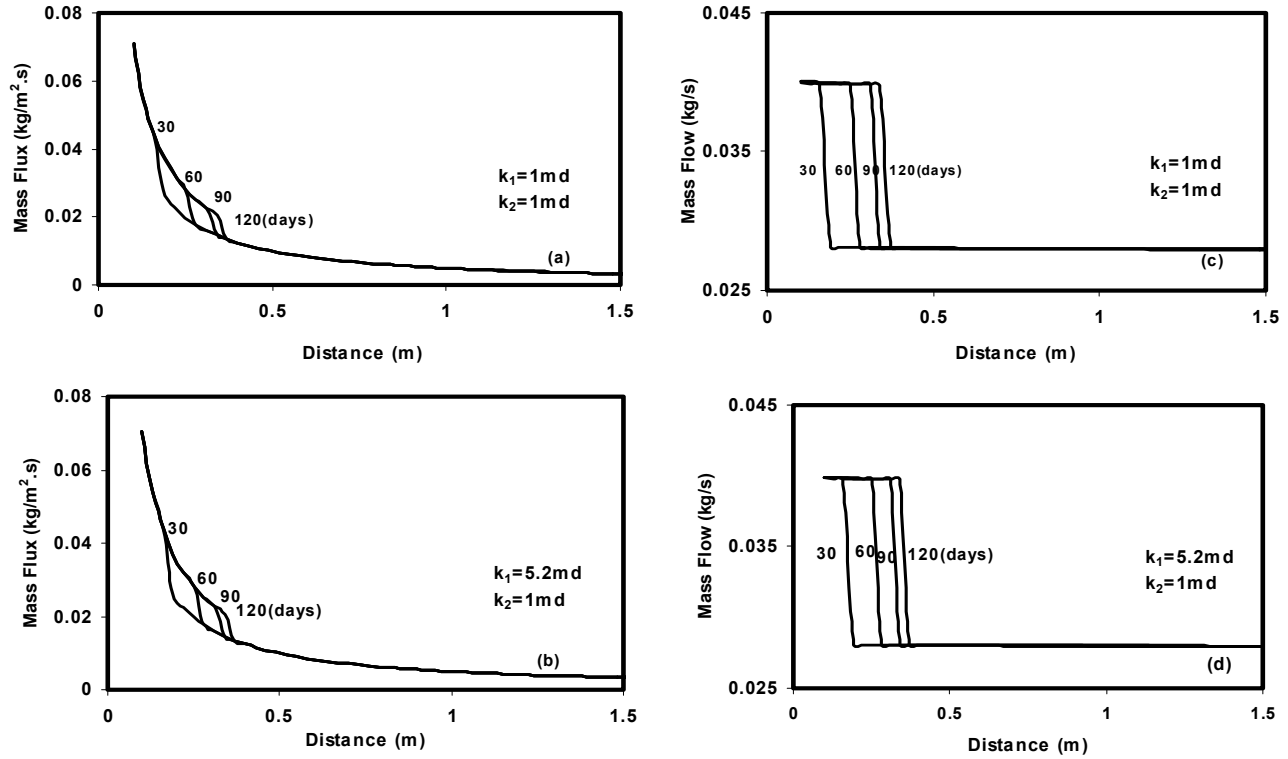 0.08
0.06
0.04
0.02
0
Mass Flux (kg/m².s)
30
60
90
120(days)
k₁=1md
k₂=1md
(a)
0
0.5
1
1.5
Distance (m)
0.045
0.035
0.025
Mass Flow (kg/s)
30
60
90
120(days)
k₁=1md
k₂=1md
(c)
0
0.5
1
1.5
Distance (m)
0.08
0.06
0.04
0.02
0
Mass Flux (kg/m².s)
30
60
90
120(days)
k₁=5.2md
k₂=1md
(b)
0
0.5
1
1.5
Distance (m)
0.045
0.035
0.025
Mass Flow (kg/s)
30
60
90
120(days)
k₁=5.2md
k₂=1md
(d)
0
0.5
1
1.5
Distance (m)